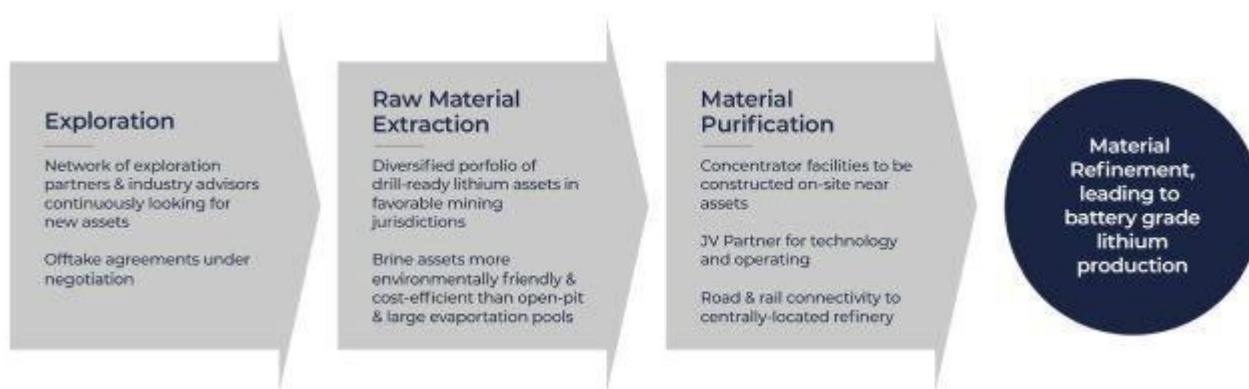 Exploration
Network of exploration
partners & industry advisors
continuously looking for
new assets
Offtake agreements under
negotiation
Raw Material
Extraction
Diversified porfolio of
drill-ready lithium assets in
favorable mining
jurisdictions
Brine assets more
environmentally friendly &
cost-efficient than open-pit
& large evaportation pools
Material
Purification
Concentrator facilities to be
constructed on-site near
assets
JV Partner for technology
and operating
Road & rail connectivity to
centrally-located refinery
Material
Refinement,
leading to
battery grade
lithium
production